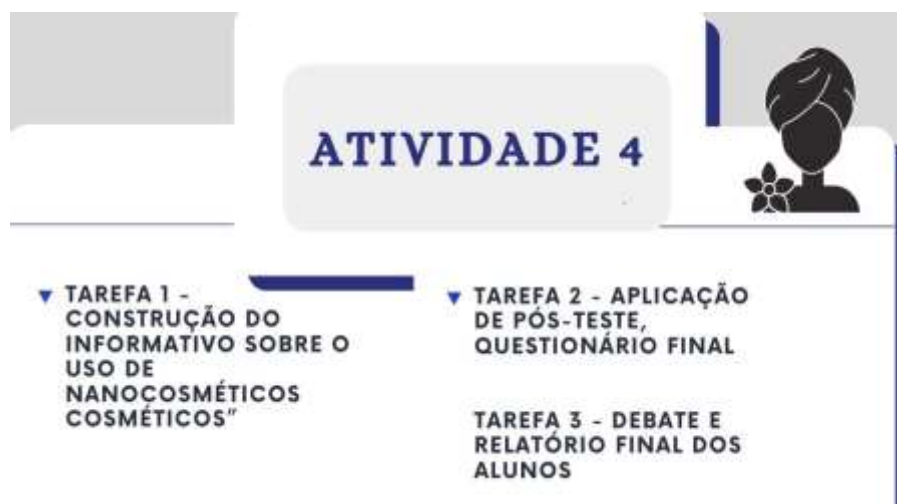 ATIVIDADE 4
TAREFA 1 -
CONSTRUÇÃO DO
INFORMATIVO SOBRE O
USO DE
NANOCOSMÉTICOS
COSMÉTICOS”
TAREFA 2 - APLICAÇÃO
DE PÓS-TESTE,
QUESTIONÁRIO FINAL
TAREFA 3 - DEBATE E
RELATÓRIO FINAL DOS
ALUNOS